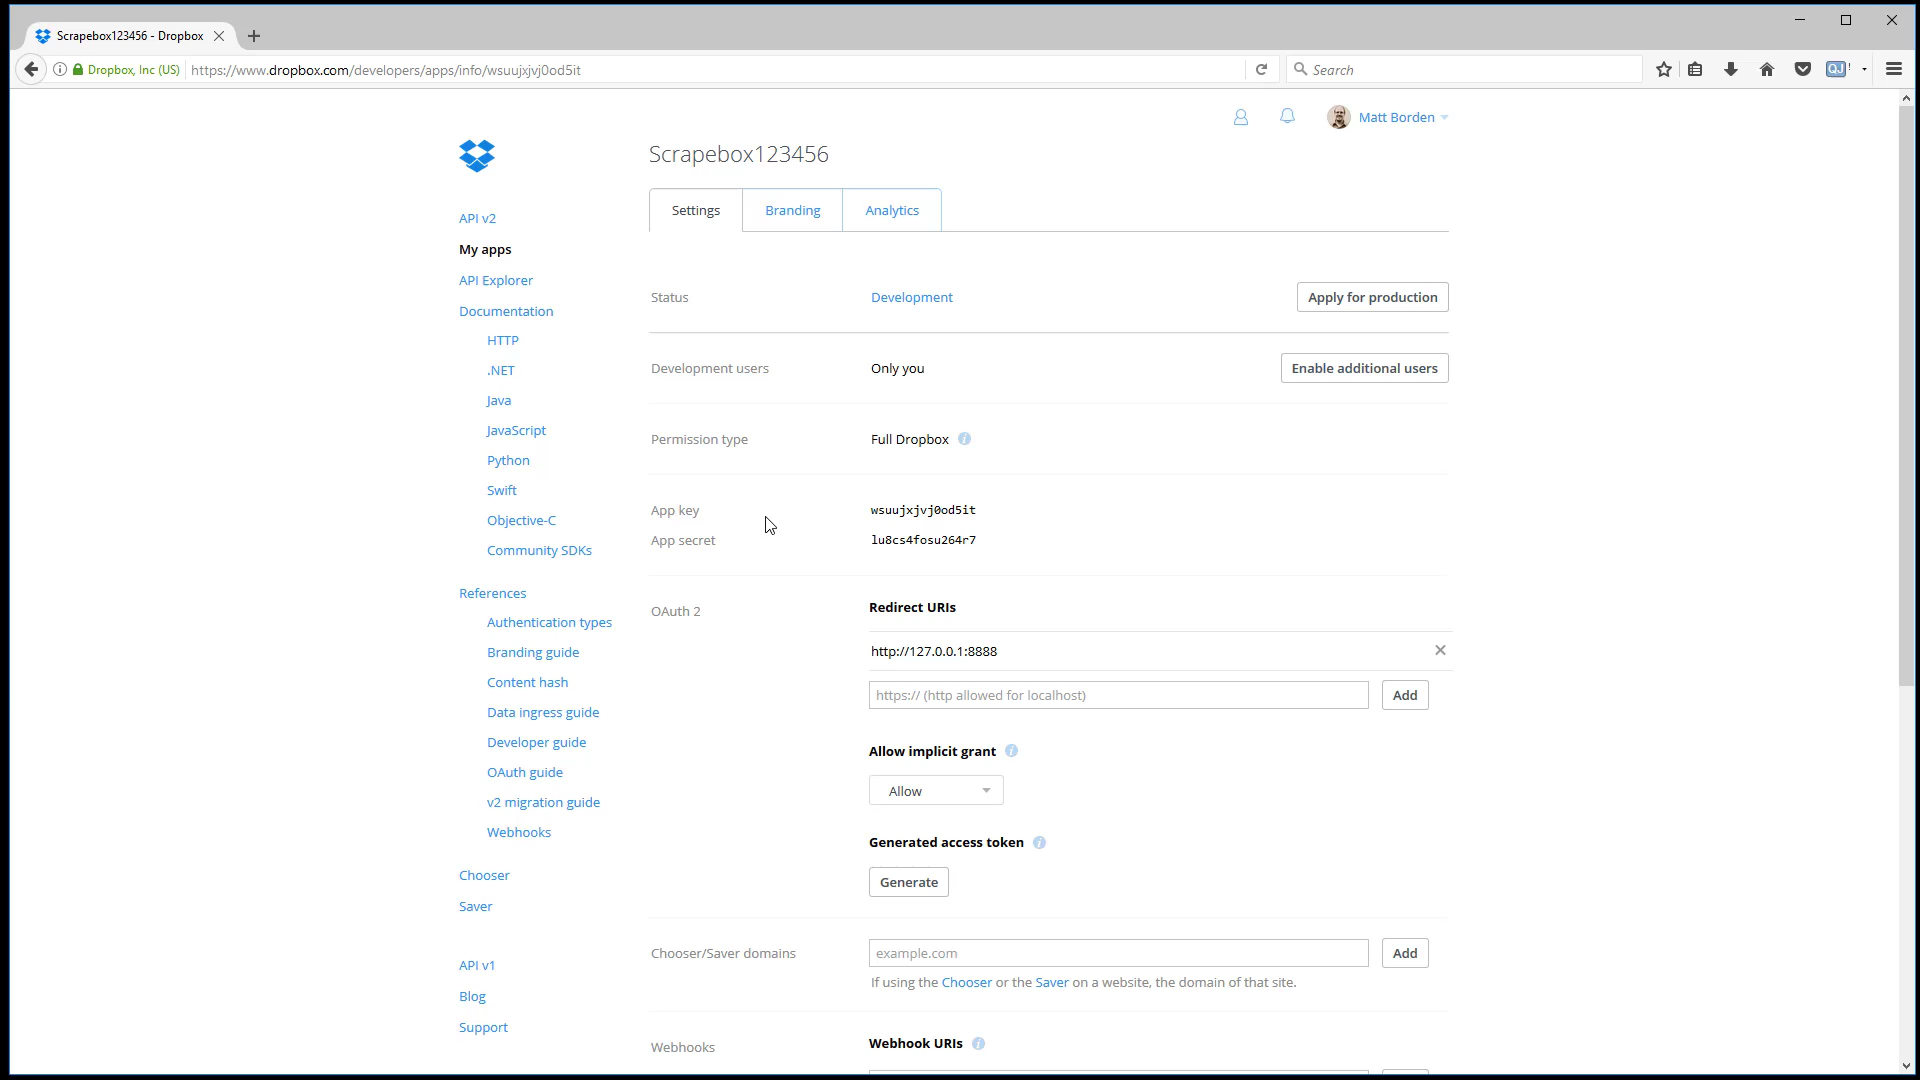 Scrapebox123456 - Dropbox
Dropbox, Inc (US)
https://www.dropbox.com/developers/apps/info/wsuujxjvj0od5it
Search
QJ !
Matt Borden
Scrapebox123456
Settings
Branding
Analytics
API v2
My apps
API Explorer
Documentation
HTTP
.NET
Java
JavaScript
Python
Swift
Objective-C
Community SDKs
References
Authentication types
Branding guide
Content hash
Data ingress guide
Developer guide
OAuth guide
v2 migration guide
Webhooks
Chooser
Saver
API v1
Blog
Support
Status
Development
Apply for production
Development users
Only you
Enable additional users
Permission type
Full Dropbox
App key
wsuujxjvj0od5it
App secret
lu8cs4fosu264r7
OAuth 2
Redirect URIs
http://127.0.0.1:8888
https:// (http allowed for localhost)
Add
Allow implicit grant
Allow
Generated access token
Generate
Chooser/Saver domains
example.com
Add
If using the Chooser or the Saver on a website, the domain of that site.
Webhooks
Webhook URIs